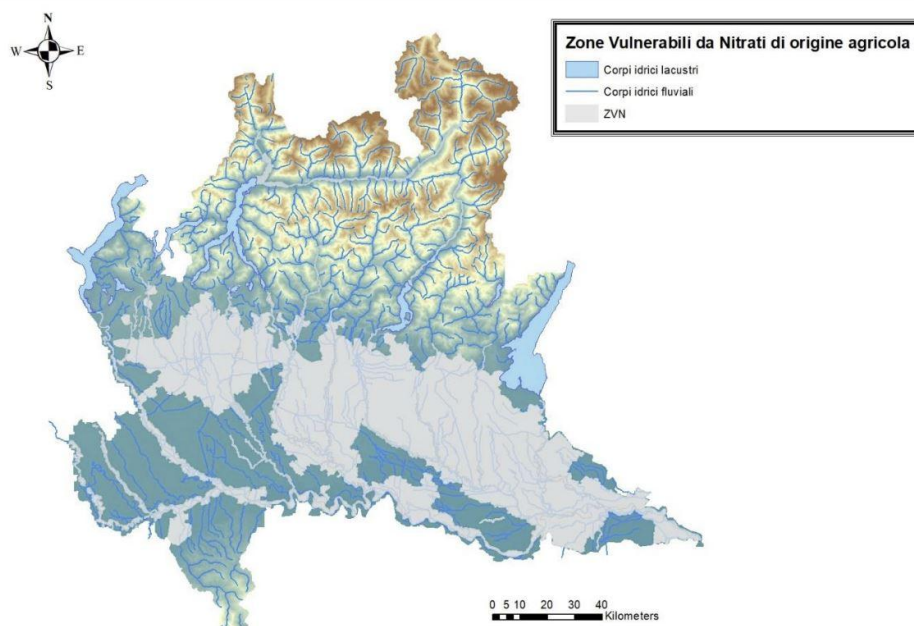 N
W E
S
Zone Vulnerabili da Nitrati di origine agricola
Corpi idrici lacustri
Corpi idrici fluviali
ZVN
0 5 10 20 30 40
Kilometers